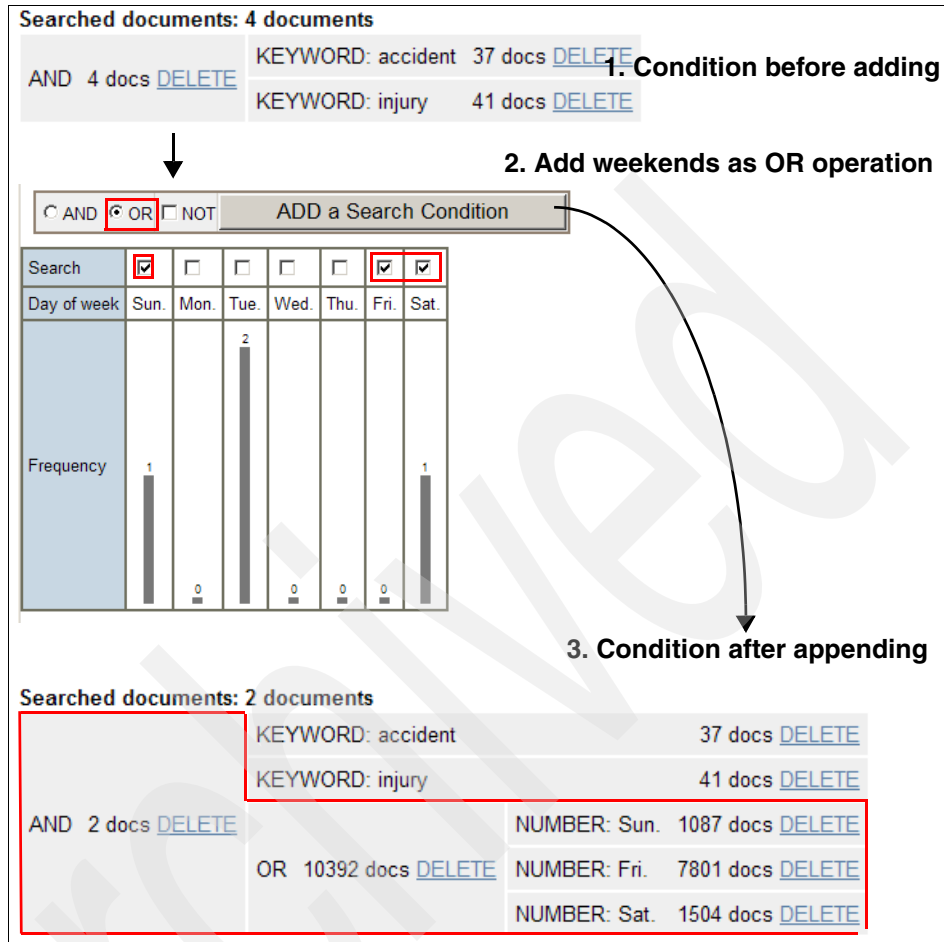 Searched documents: 4 documents
AND 4 docs DELETE
KEYWORD: accident 37 docs DELETE
KEYWORD: injury 41 docs DELETE
1. Condition before adding
2. Add weekends as OR operation
AND OR NOT ADD a Search Condition
Search
Day of week Sun. Mon. Tue. Wed. Thu. Fri. Sat.
Frequency 1 0 2 0 0 0 1
3. Condition after appending
Searched documents: 2 documents
KEYWORD: accident 37 docs DELETE
KEYWORD: injury 41 docs DELETE
AND 2 docs DELETE
OR 10392 docs DELETE
NUMBER: Sun. 1087 docs DELETE
NUMBER: Fri. 7801 docs DELETE
NUMBER: Sat. 1504 docs DELETE